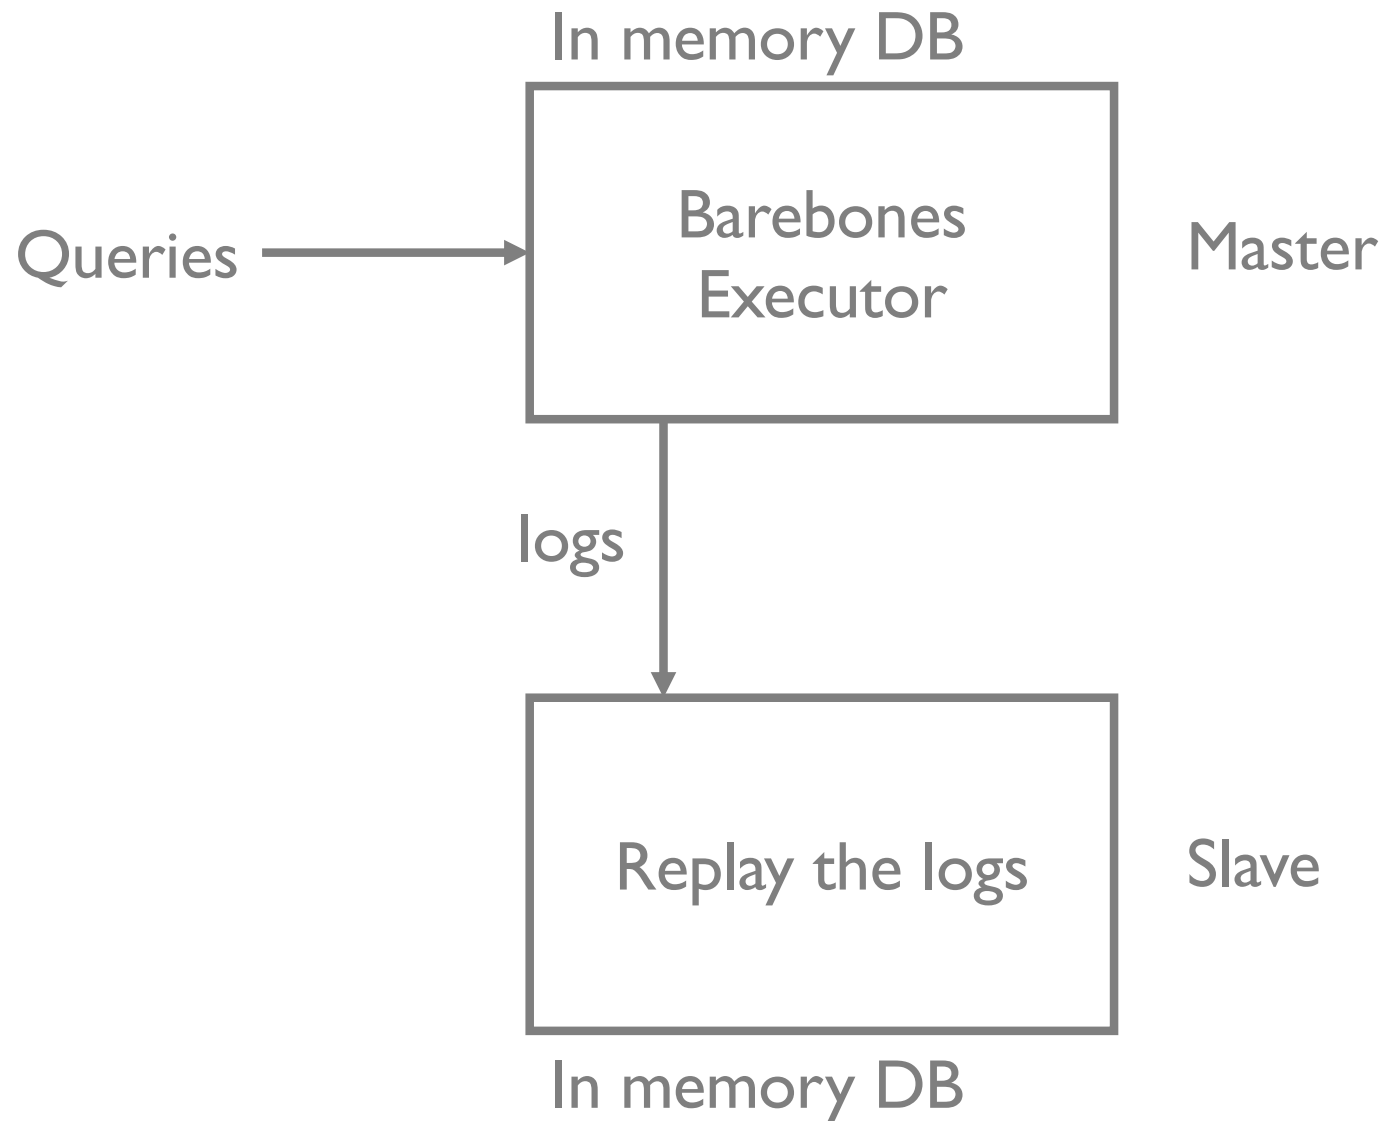 In memory DB
Barebones
Executor
Queries
Master
logs
Replay the logs
Slave
In memory DB